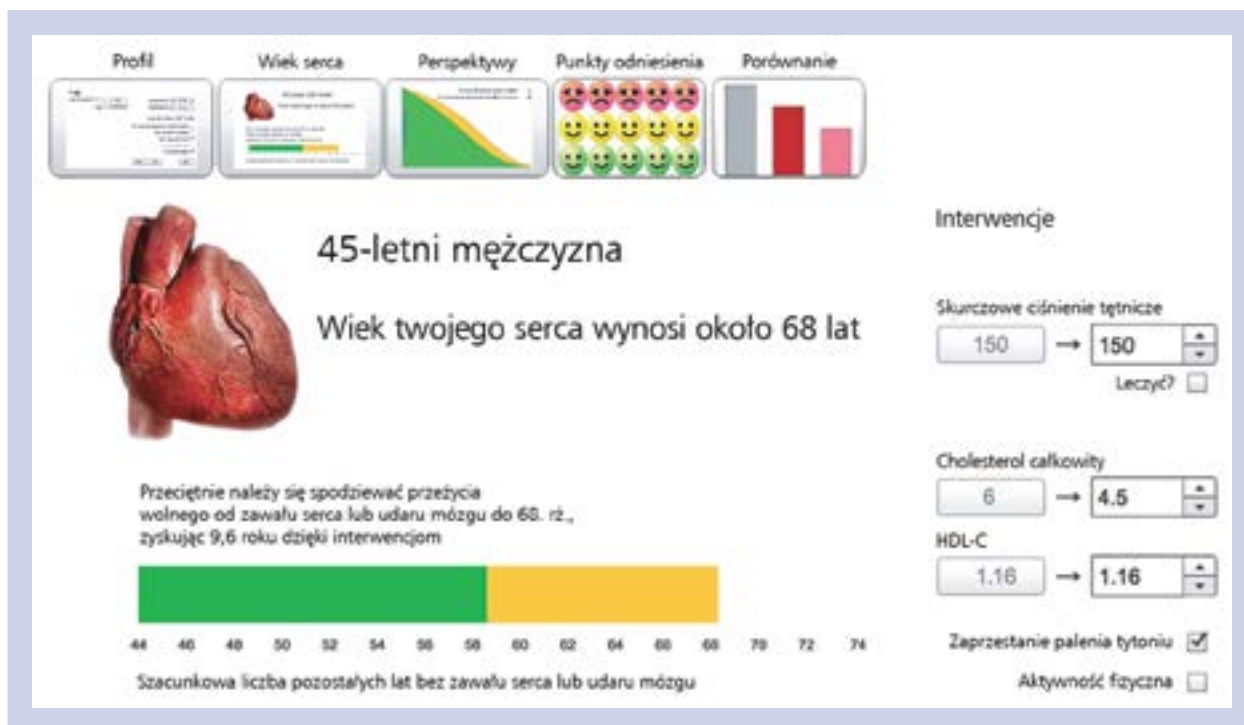 Profil
Wiek serca
Perspektywy
Punkty odniesienia
Porównanie
45-letni mężczyzna
Wiek twojego serca wynosi około 68 lat
Przeciętnie należy się spodziewać przeżycia
wolnego od zawału serca lub udaru mózgu do 68. rż.,
zyskując 9,6 roku dzięki interwencjom
44 46 48 50 52 54 56 58 60 62 64 66 68 70 72 74
Szacunkowa liczba pozostałych lat bez zawału serca lub udaru mózgu
Interwencje
Skurczowe ciśnienie tętnicze
150 → 150
Leczyć?
Cholesterol całkowity
6 → 4.5
HDL-C
1.16 → 1.16
Zaprzestanie palenia tytoniu
Aktywność fizyczna